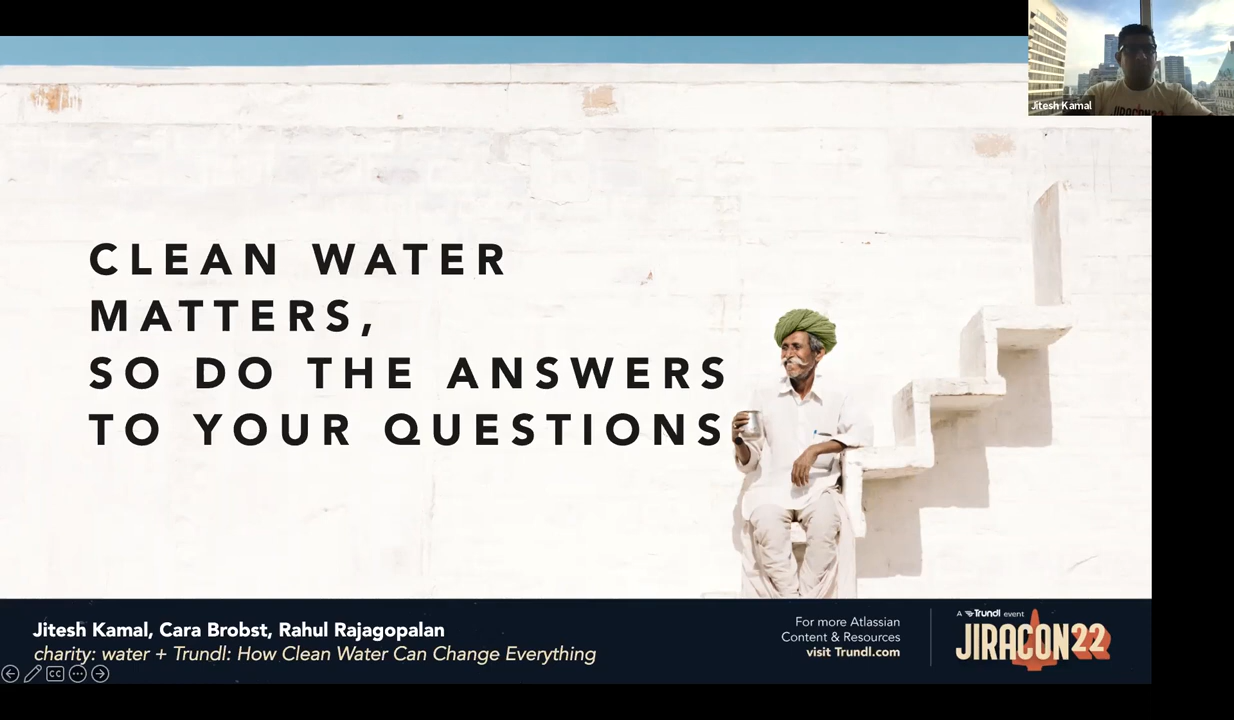 Jitesh Kamal
JIRACON22
CLEAN WATER
MATTERS,
SO DO THE ANSWERS
TO YOUR QUESTIONS
Jitesh Kamal, Cara Brobst, Rahul Rajagopalan
charity: water + Trundl: How Clean Water Can Change Everything
CC
For more Atlassian
Content & Resources
visit Trundl.com
A Trundl event
JIRACON22